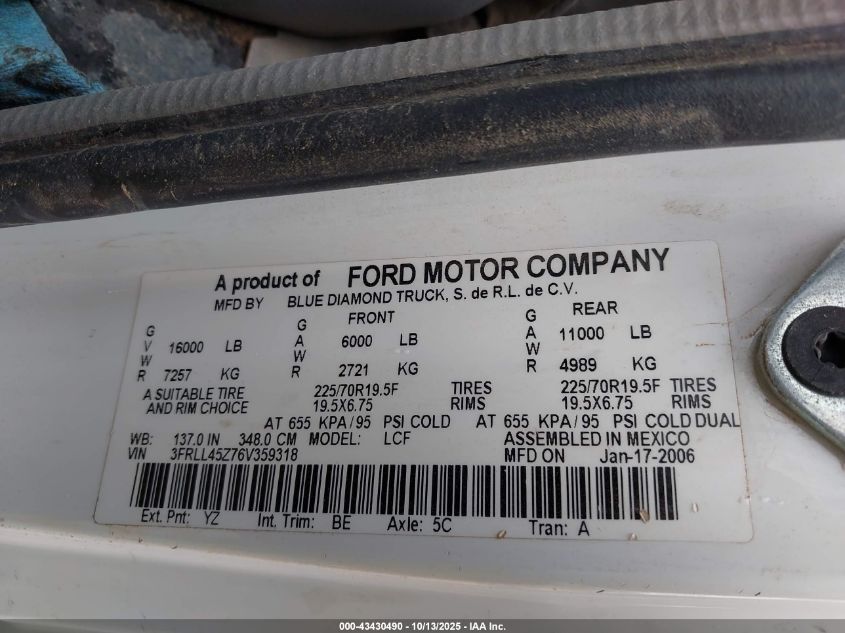 A product of FORD MOTOR COMPANY
MFD BY BLUE DIAMOND TRUCK, S. de R.L. de C.V.
GVWR 16000 LB 7257 KG
FRONT GAWR 6000 LB 2721 KG
REAR GAWR 11000 LB 4989 KG
A SUITABLE TIRE 225/70R19.5F TIRES 225/70R19.5F TIRES
AND RIM CHOICE 19.5X6.75 RIMS 19.5X6.75 RIMS
AT 655 KPA/95 PSI COLD AT 655 KPA/95 PSI COLD DUAL
WB: 137.0 IN 348.0 CM MODEL: LCF ASSEMBLED IN MEXICO
VIN 3FRLL45Z76V359318 MFD ON Jan-17-2006
Ext. Pnt: YZ Int. Trim: BE Axle: 5C Tran: A
000-43430490 - 10/13/2025 - IAA Inc.